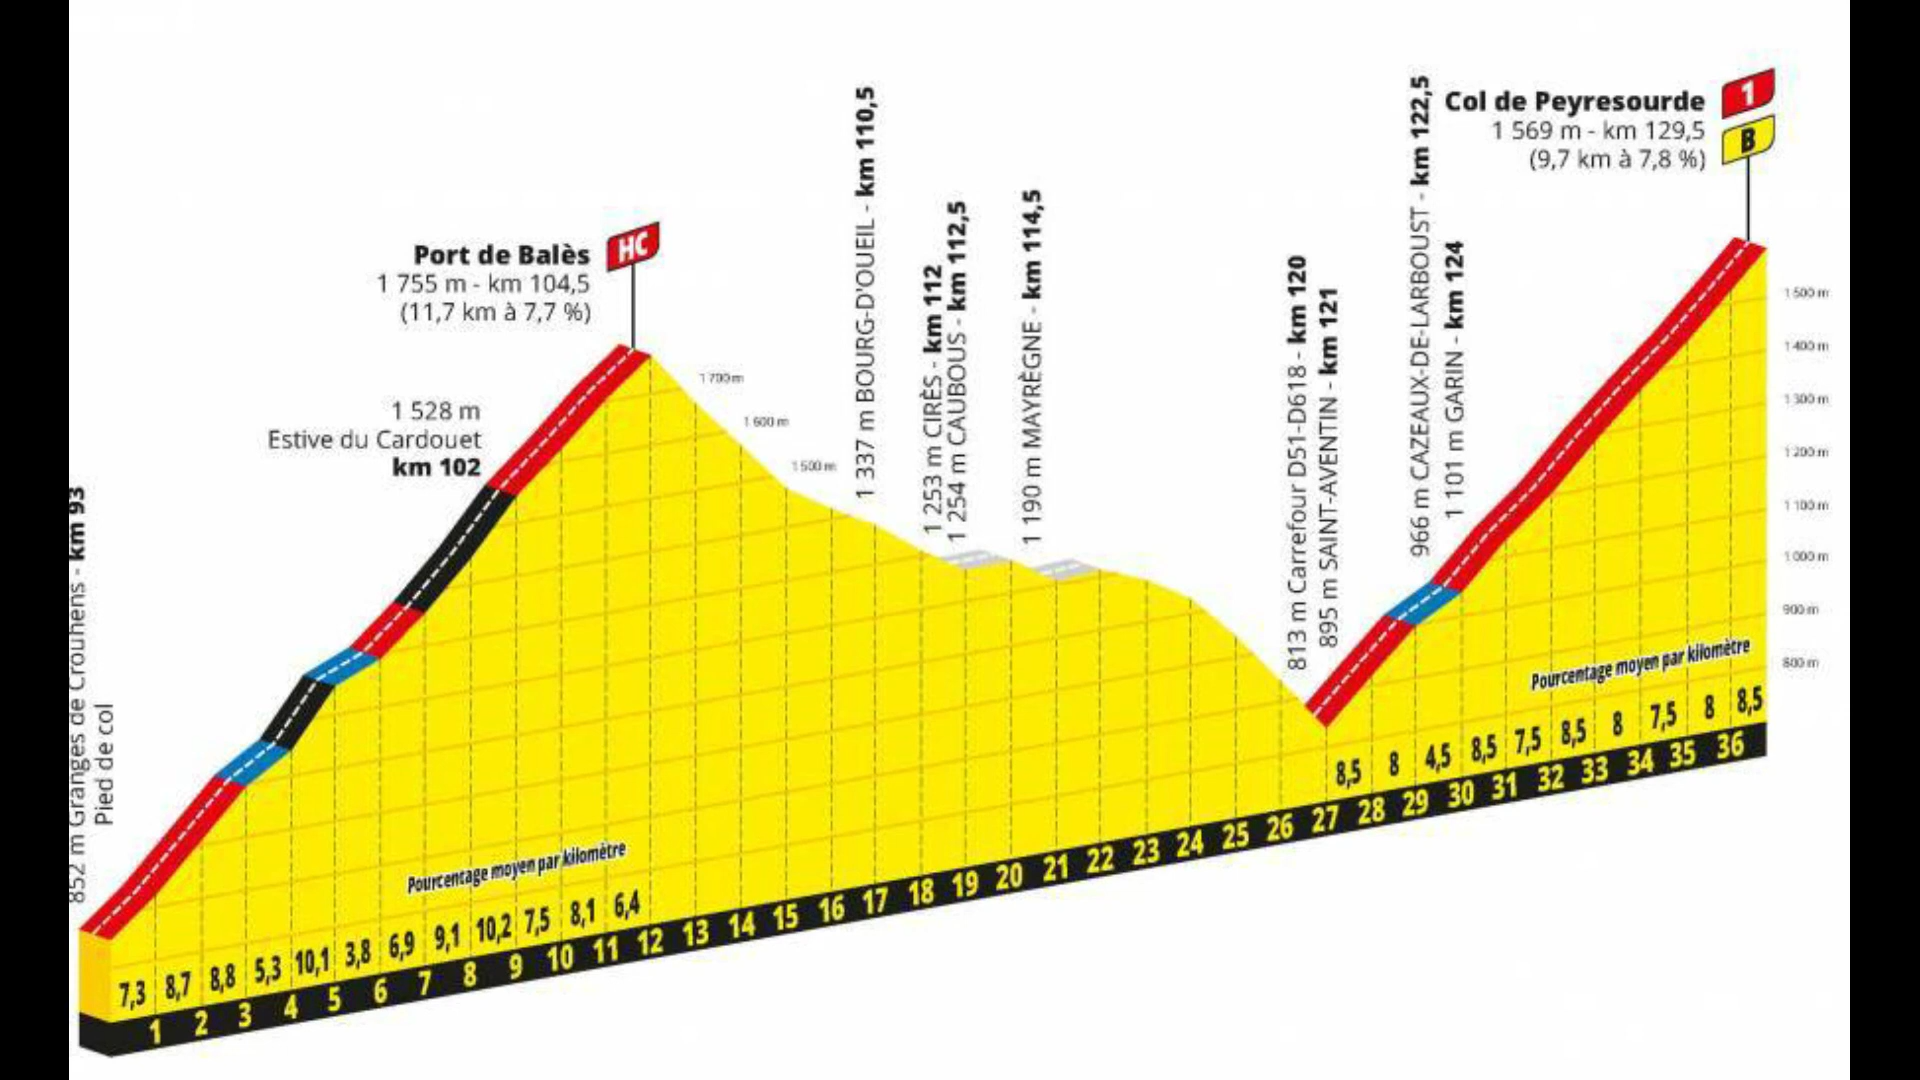 852 m Granges de Crouhens - km 93
Pied de col
1 528 m
Estive du Cardouet
km 102
Port de Balès
1 755 m - km 104,5
(11,7 km à 7,7 %)
HC
1 700 m
1 600 m
1 500 m
1 337 m BOURG-D'OUEIL - km 110,5
1 253 m CIRÈS - km 112
1 254 m CAUBOUS - km 112,5
1 190 m MAYRÈGNE - km 114,5
813 m Carrefour D51-D618 - km 120
895 m SAINT-AVENTIN - km 121
966 m CAZEAUX-DE-LARBOUST - km 122,5
1 101 m GARIN - km 124
Col de Peyresourde
1 569 m - km 129,5
(9,7 km à 7,8 %)
1
B
1 500 m
1 400 m
1 300 m
1 200 m
1 100 m
1 000 m
900 m
800 m
Pourcentage moyen par kilomètre
7,3 8,7 8,8 5,3 10,1 3,8 6,9 9,1 10,2 7,5 8,1 6,4
Pourcentage moyen par kilomètre
8,5 8 4,5 8,5 7,5 8,5 8 7,5 8 8,5
1 2 3 4 5 6 7 8 9 10 11 12 13 14 15 16 17 18 19 20 21 22 23 24 25 26 27 28 29 30 31 32 33 34 35 36